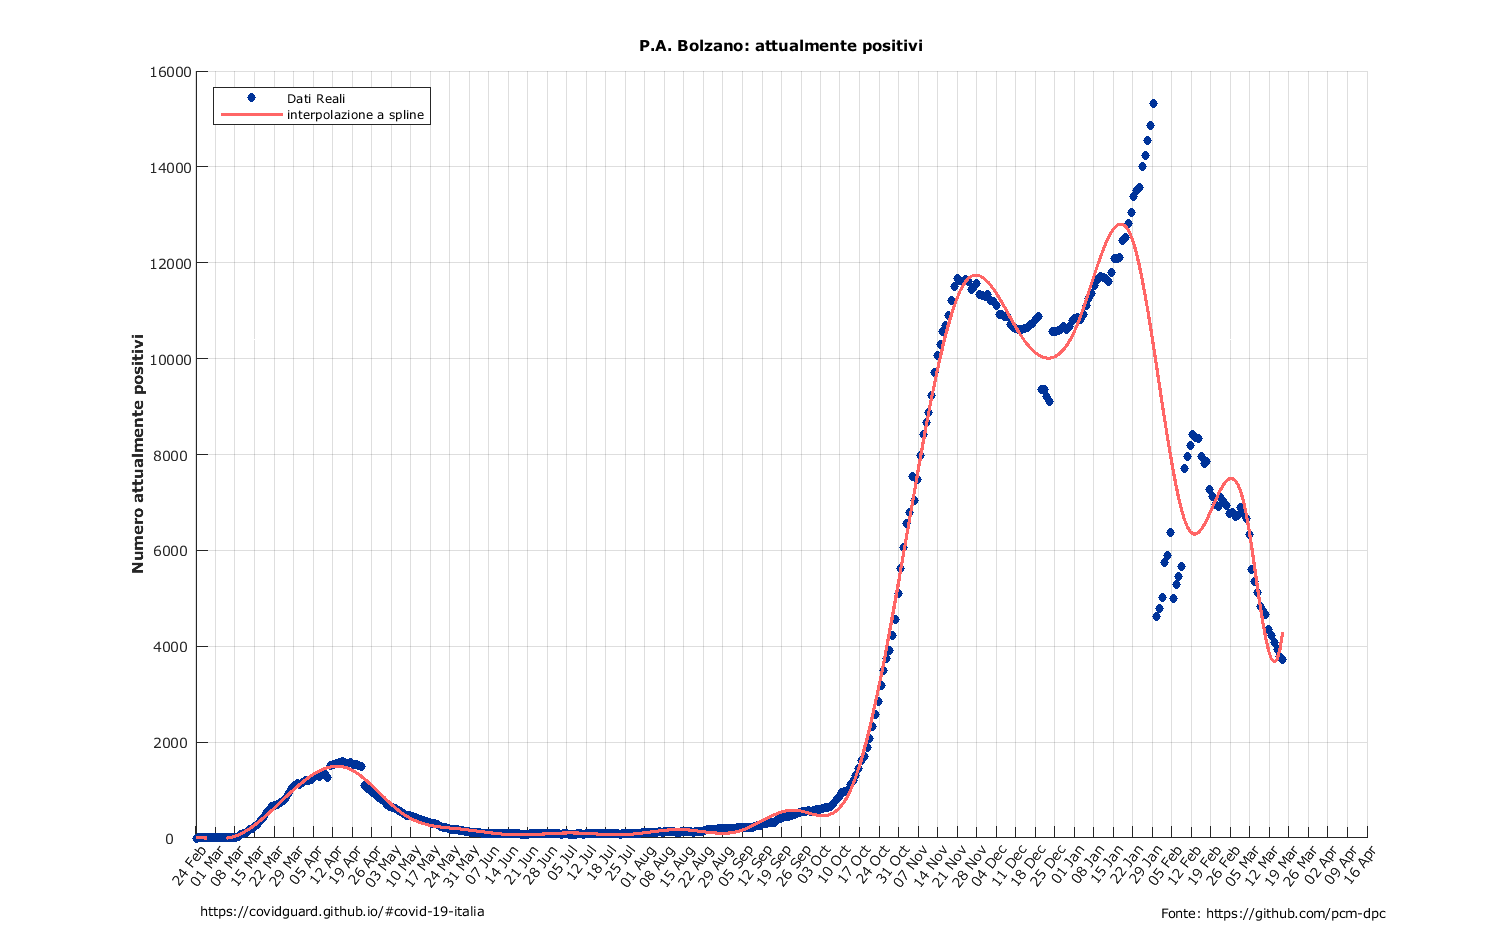 P.A. Bolzano: attualmente positivi
16000
14000
12000
10000
8000
6000
4000
2000
0
Numero attualmente positivi
Dati Reali
interpolazione a spline
24 Feb
01 Mar
08 Mar
15 Mar
22 Mar
29 Mar
05 Apr
12 Apr
19 Apr
26 Apr
03 May
10 May
17 May
24 May
31 May
07 Jun
14 Jun
21 Jun
28 Jun
05 Jul
12 Jul
18 Jul
25 Jul
01 Aug
08 Aug
15 Aug
22 Aug
29 Aug
05 Sep
12 Sep
19 Sep
26 Sep
03 Oct
10 Oct
17 Oct
24 Oct
31 Oct
07 Nov
14 Nov
21 Nov
28 Nov
04 Dec
11 Dec
18 Dec
25 Dec
01 Jan
08 Jan
15 Jan
22 Jan
29 Jan
05 Feb
12 Feb
19 Feb
26 Feb
05 Mar
12 Mar
19 Mar
26 Mar
02 Apr
09 Apr
16 Apr
https://covidguard.github.io/#covid-19-italia
Fonte: https://github.com/pcm-dpc